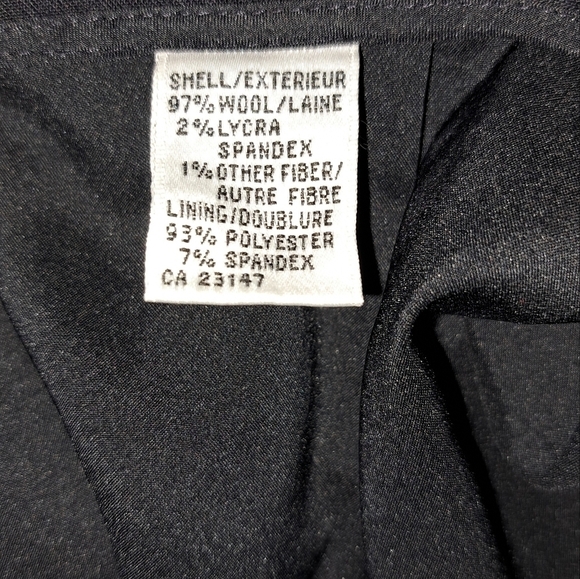 SHELL/EXTERIEUR
97% WOOL/LAINE
2% LYCRA
SPANDEX
1% OTHER FIBER/
AUTRE FIBRE
LINING/DOUBLURE
93% POLYESTER
7% SPANDEX
CA 23147